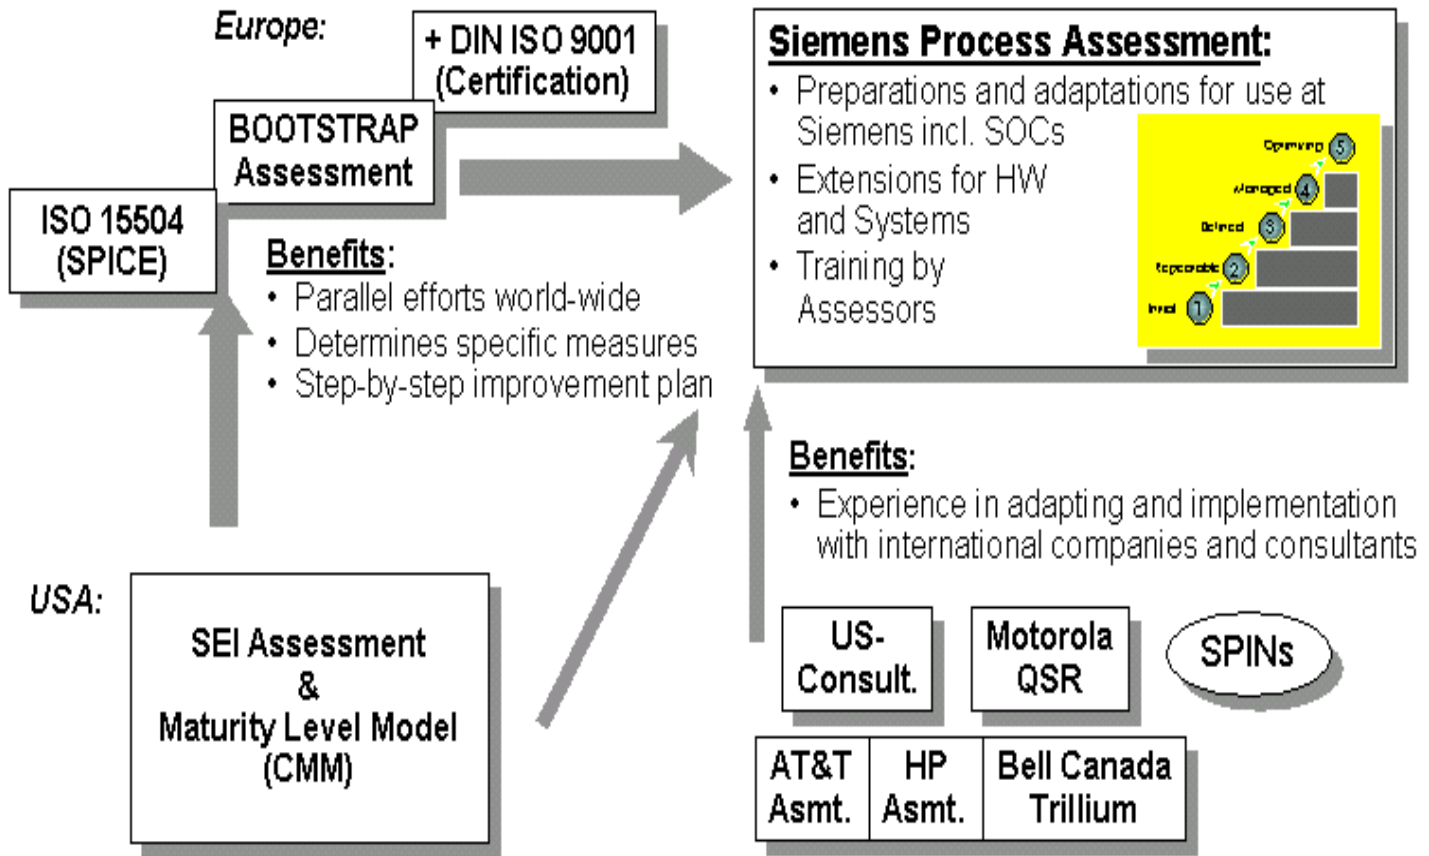 Europe:
+ DIN ISO 9001
(Certification)
BOOTSTRAP
Assessment
ISO 15504
(SPICE)
Benefits:
• Parallel efforts world-wide
• Determines specific measures
• Step-by-step improvement plan
Siemens Process Assessment:
• Preparations and adaptations for use at
Siemens incl. SOCs
• Extensions for HW
and Systems
• Training by
Assessors
Optimizing 5
Managed 4
Defined 3
Repeatable 2
Initial 1
Benefits:
• Experience in adapting and implementation
with international companies and consultants
USA:
SEI Assessment
&
Maturity Level Model
(CMM)
US-
Consult.
Motorola
QSR
SPINs
AT&T
Asmt.
HP
Asmt.
Bell Canada
Trillium